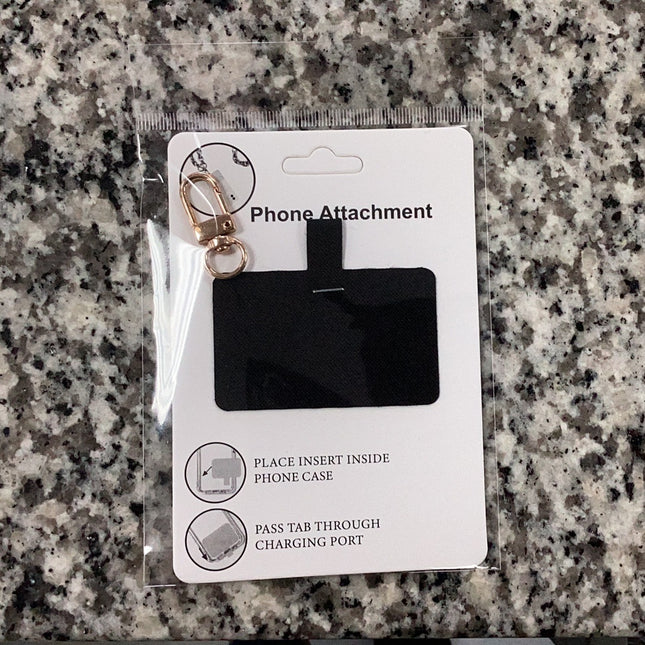 Phone Attachment
PLACE INSERT INSIDE
PHONE CASE
PASS TAB THROUGH
CHARGING PORT